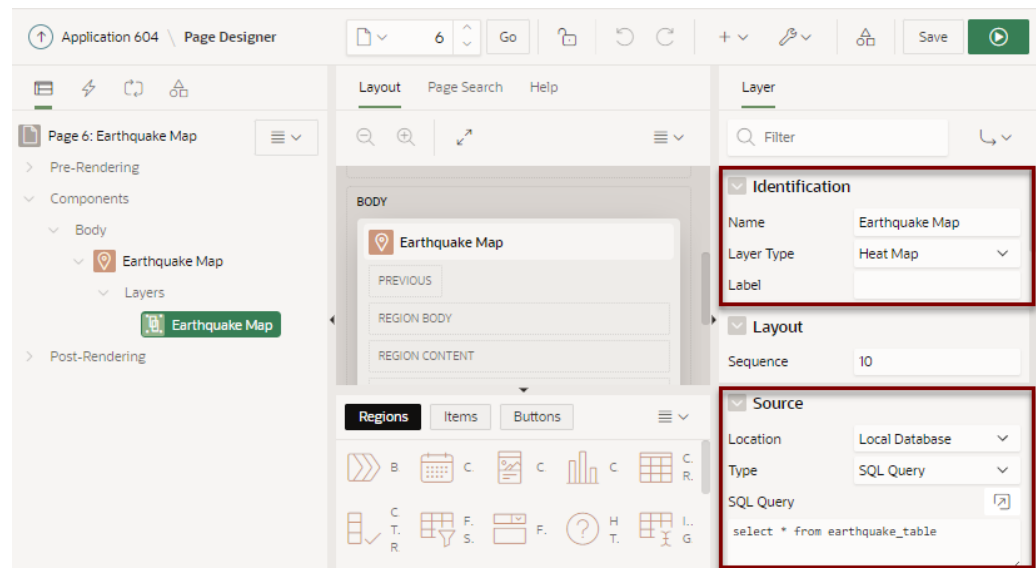 Application 604 \ Page Designer
6
Go
Save
Layout
Page Search
Help
Layer
Page 6: Earthquake Map
Filter
Pre-Rendering
Components
Body
Earthquake Map
Layers
Earthquake Map
Post-Rendering
BODY
Earthquake Map
PREVIOUS
REGION BODY
REGION CONTENT
Regions
Items
Buttons
B.
C.
C
C.
C.
R.
C
T.
R
F.
S.
F.
H
T.
I..
G
Identification
Name
Earthquake Map
Layer Type
Heat Map
Label
Layout
Sequence
10
Source
Location
Local Database
Type
SQL Query
SQL Query
select * from earthquake_table